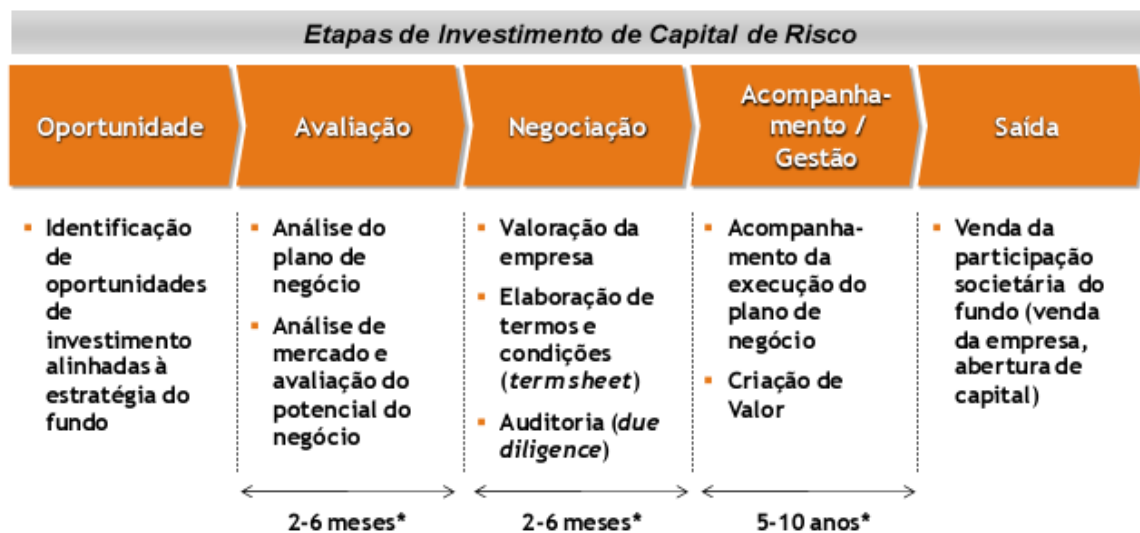 Etapas de Investimento de Capital de Risco
Oportunidade
Avaliação
Negociação
Acompanha-
mento /
Gestão
Saída
▪ Identificação
de
oportunidades
de
investimento
alinhadas à
estratégia do
fundo
▪ Análise do
plano de
negócio
▪ Análise de
mercado e
avaliação do
potencial do
negócio
▪ Valoração da
empresa
▪ Elaboração de
termos e
condições
(term sheet)
▪ Auditoria (due
diligence)
▪ Acompanha-
mento da
execução do
plano de
negócio
▪ Criação de
Valor
▪ Venda da
participação
societária do
fundo (venda
da empresa,
abertura de
capital)
2-6 meses*
2-6 meses*
5-10 anos*